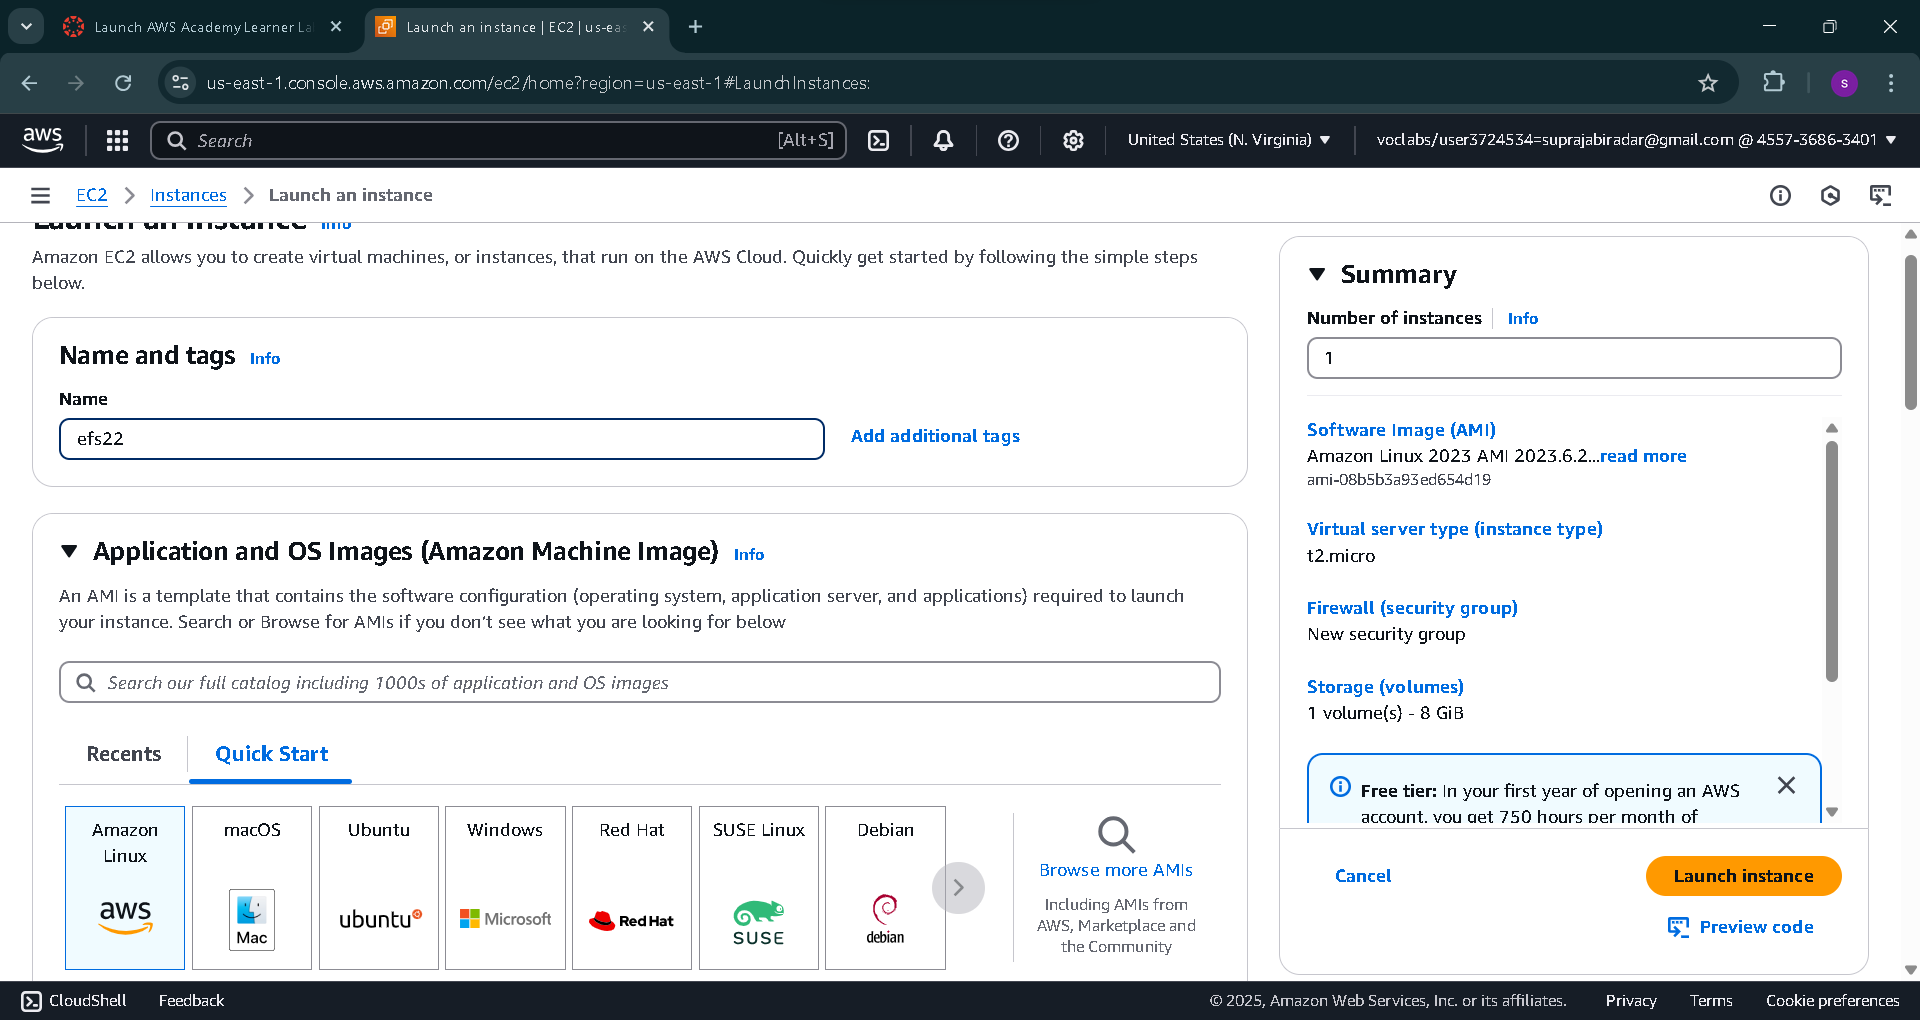 Launch AWS Academy Learner La
Launch an instance | EC2 | us-eas
us-east-1.console.aws.amazon.com/ec2/home?region=us-east-1#LaunchInstances:
s
aws
Search
[Alt+S]
United States (N. Virginia)
voclabs/user3724534=suprajabiradar@gmail.com @ 4557-3686-3401
EC2
Instances
Launch an instance
Launch an instance Info
Amazon EC2 allows you to create virtual machines, or instances, that run on the AWS Cloud. Quickly get started by following the simple steps
below.
Name and tags Info
Name
efs22
Add additional tags
Application and OS Images (Amazon Machine Image) Info
An AMI is a template that contains the software configuration (operating system, application server, and applications) required to launch
your instance. Search or Browse for AMIs if you don't see what you are looking for below
Search our full catalog including 1000s of application and OS images
Recents
Quick Start
Amazon
Linux
aws
macOS
Mac
Ubuntu
ubuntu
Windows
Microsoft
Red Hat
Red Hat
SUSE Linux
SUSE
Debian
debian
Browse more AMIs
Including AMIs from
AWS, Marketplace and
the Community
Summary
Number of instances Info
1
Software Image (AMI)
Amazon Linux 2023 AMI 2023.6.2...read more
ami-08b5b3a93ed654d19
Virtual server type (instance type)
t2.micro
Firewall (security group)
New security group
Storage (volumes)
1 volume(s) - 8 GiB
Free tier: In your first year of opening an AWS
account, you get 750 hours per month of
Cancel
Launch instance
Preview code
CloudShell
Feedback
© 2025, Amazon Web Services, Inc. or its affiliates.
Privacy
Terms
Cookie preferences